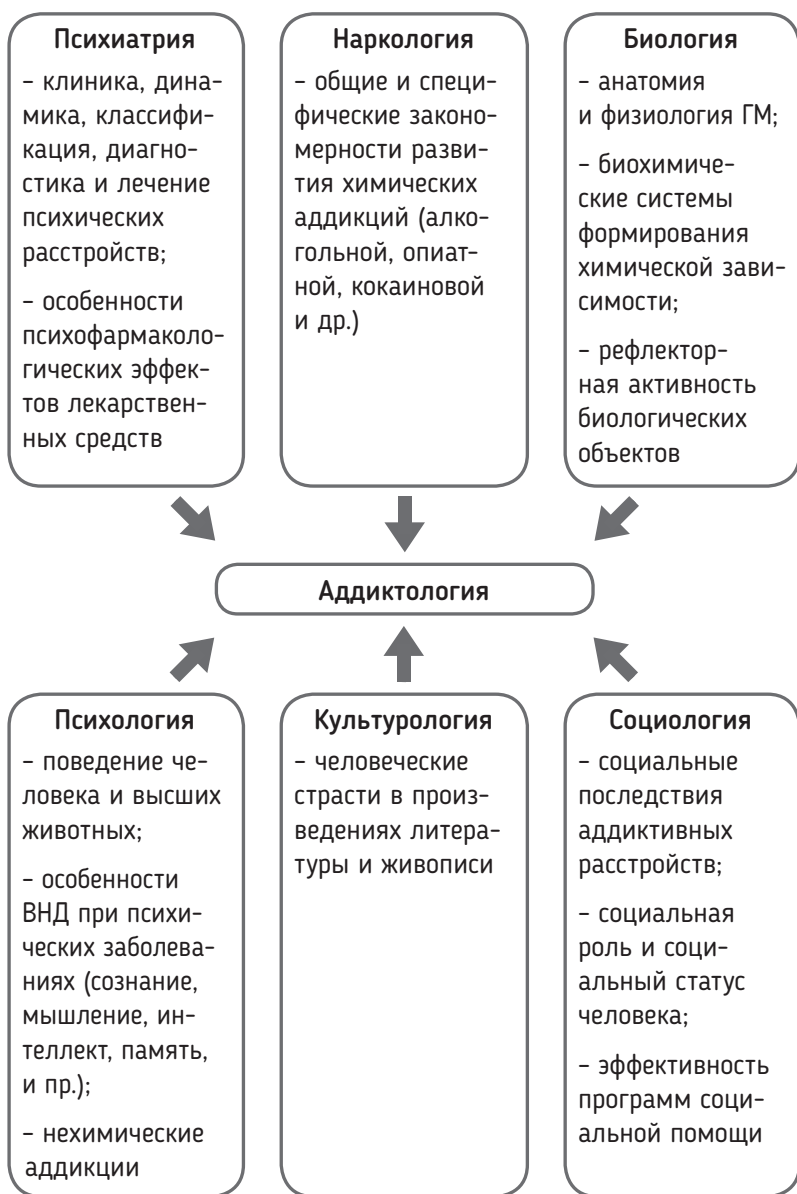 Психиатрия
– клиника, дина-
мика, классифи-
кация, диагно-
стика и лечение
психических
расстройств;
– особенности
психофармаколо-
гических эффек-
тов лекарствен-
ных средств
Наркология
– общие и специ-
фические законо-
мерности разви-
тия химических
аддикций (алко-
гольной, опиат-
ной, кокаиновой
и др.)
Биология
– анатомия
и физиология ГМ;
– биохимиче-
ские системы
формирования
химической зави-
симости;
– рефлектор-
ная активность
биологических
объектов
Аддиктология
Психология
– поведение че-
ловека и высших
животных;
– особенности
ВНД при психи-
ческих заболева-
ниях (сознание,
мышление, ин-
теллект, память,
и пр.);
– нехимические
аддикции
Культурология
– человеческие
страсти в произ-
ведениях литера-
туры и живописи
Социология
– социальные
последствия
аддиктивных
расстройств;
– социальная
роль и соци-
альный статус
человека;
– эффективность
программ соци-
альной помощи